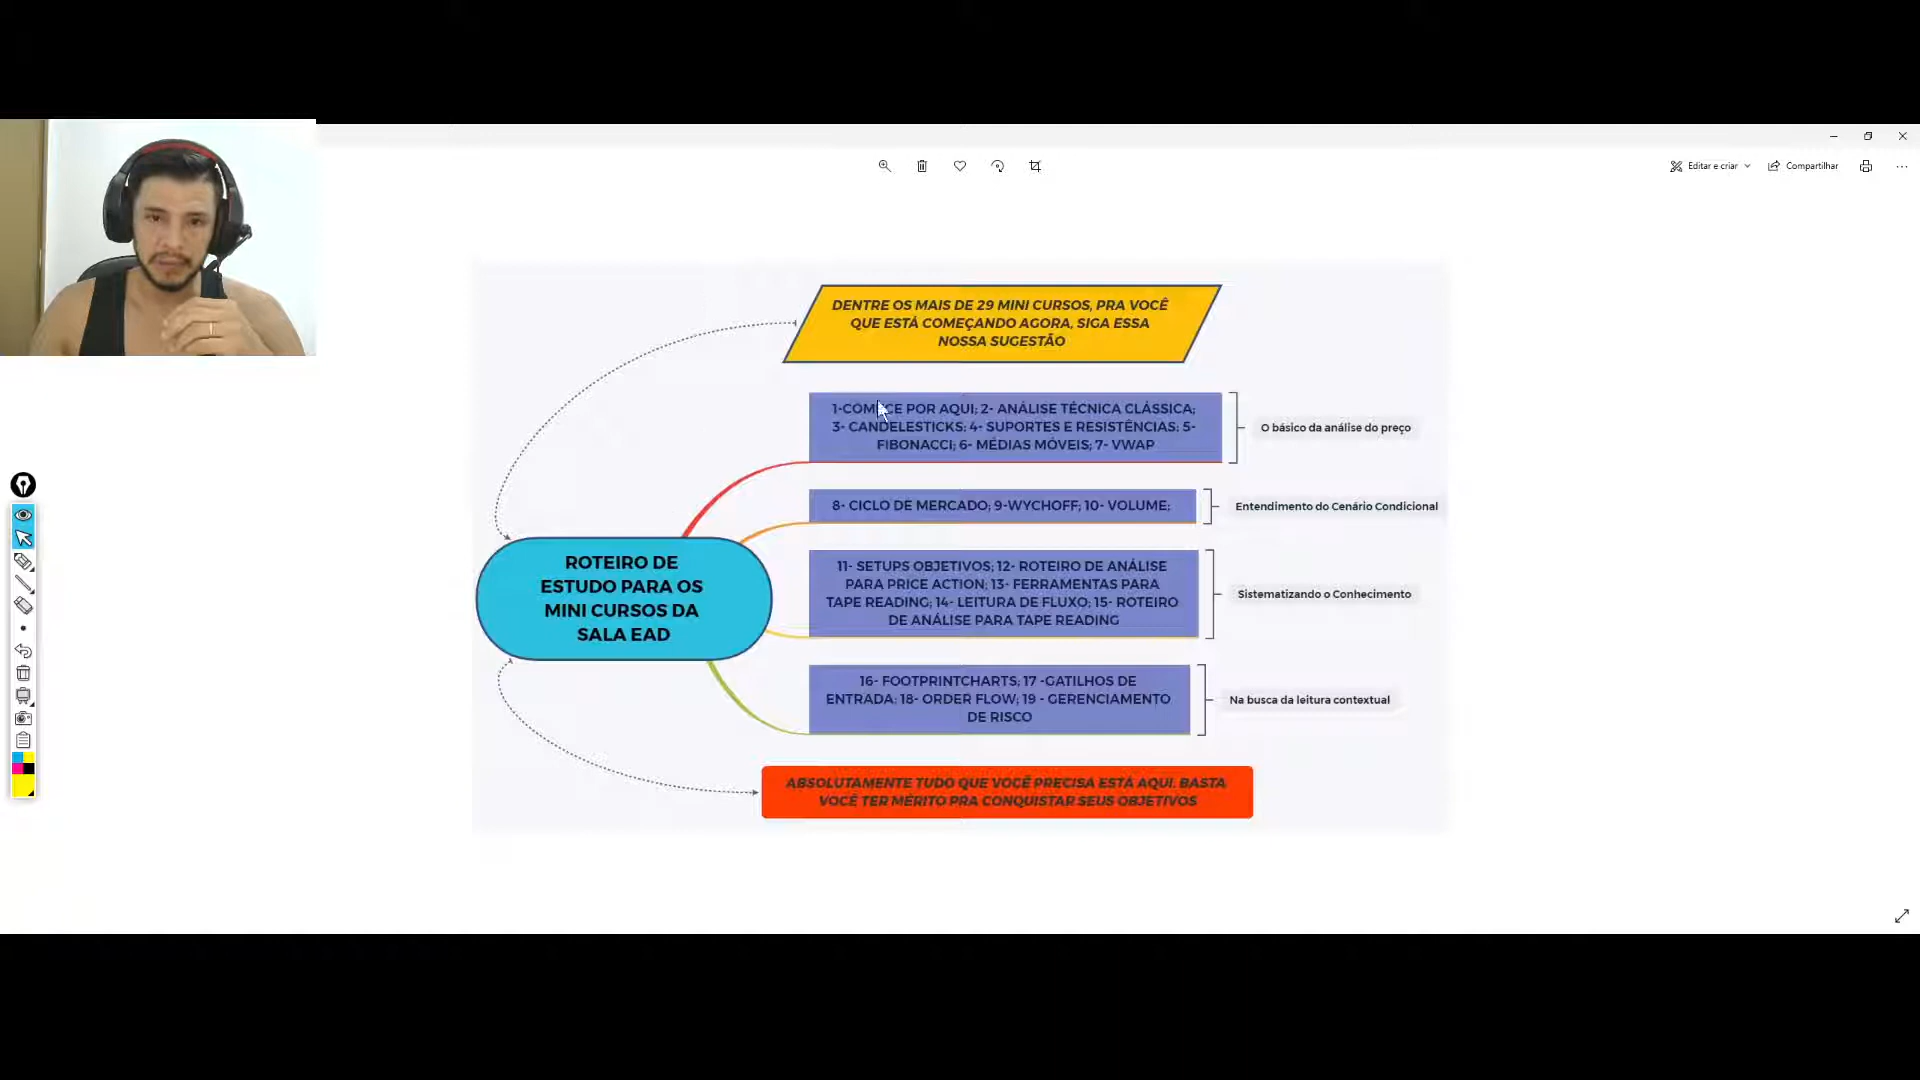 Editar e criar
Compartilhar
DENTRE OS MAIS DE 29 MINI CURSOS, PRA VOCÊ
QUE ESTÁ COMEÇANDO AGORA, SIGA ESSA
NOSSA SUGESTÃO
1-COMECE POR AQUI; 2- ANÁLISE TÉCNICA CLÁSSICA;
3- CANDELESTICKS; 4- SUPORTES E RESISTÊNCIAS; 5-
FIBONACCI; 6- MÉDIAS MÓVEIS; 7- VWAP
O básico da análise do preço
8- CICLO DE MERCADO; 9-WYCHOFF; 10- VOLUME;
Entendimento do Cenário Condicional
ROTEIRO DE
ESTUDO PARA OS
MINI CURSOS DA
SALA EAD
11- SETUPS OBJETIVOS; 12- ROTEIRO DE ANÁLISE
PARA PRICE ACTION; 13- FERRAMENTAS PARA
TAPE READING; 14- LEITURA DE FLUXO; 15- ROTEIRO
DE ANÁLISE PARA TAPE READING
Sistematizando o Conhecimento
16- FOOTPRINTCHARTS; 17 -GATILHOS DE
ENTRADA; 18- ORDER FLOW; 19 - GERENCIAMENTO
DE RISCO
Na busca da leitura contextual
ABSOLUTAMENTE TUDO QUE VOCÊ PRECISA ESTÁ AQUI. BASTA
VOCÊ TER MÉRITO PRA CONQUISTAR SEUS OBJETIVOS